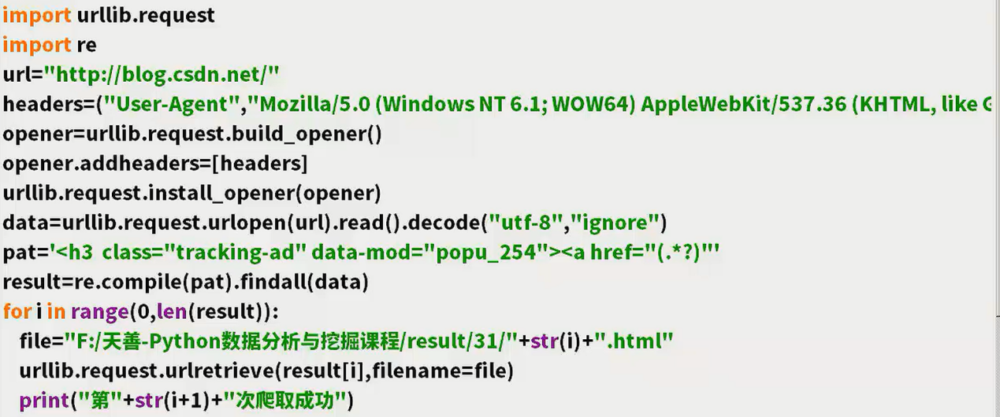 import urllib.request
import re
url="http://blog.csdn.net/"
headers=("User-Agent","Mozilla/5.0 (Windows NT 6.1; WOW64) AppleWebKit/537.36 (KHTML, like
opener=urllib.request.build_opener()
opener.addheaders=[headers]
urllib.request.install_opener(opener)
data=urllib.request.urlopen(url).read().decode("utf-8","ignore")
pat='<h3  class="tracking-ad" data-mod="popu_254"><a href="(.*?)"'
result=re.compile(pat).findall(data)
for i in range(0,len(result)):
    file="F:/天善-Python数据分析与挖掘课程/result/31/"+str(i)+".html"
    urllib.request.urlretrieve(result[i],filename=file)
    print("第"+str(i+1)+"次爬取成功")